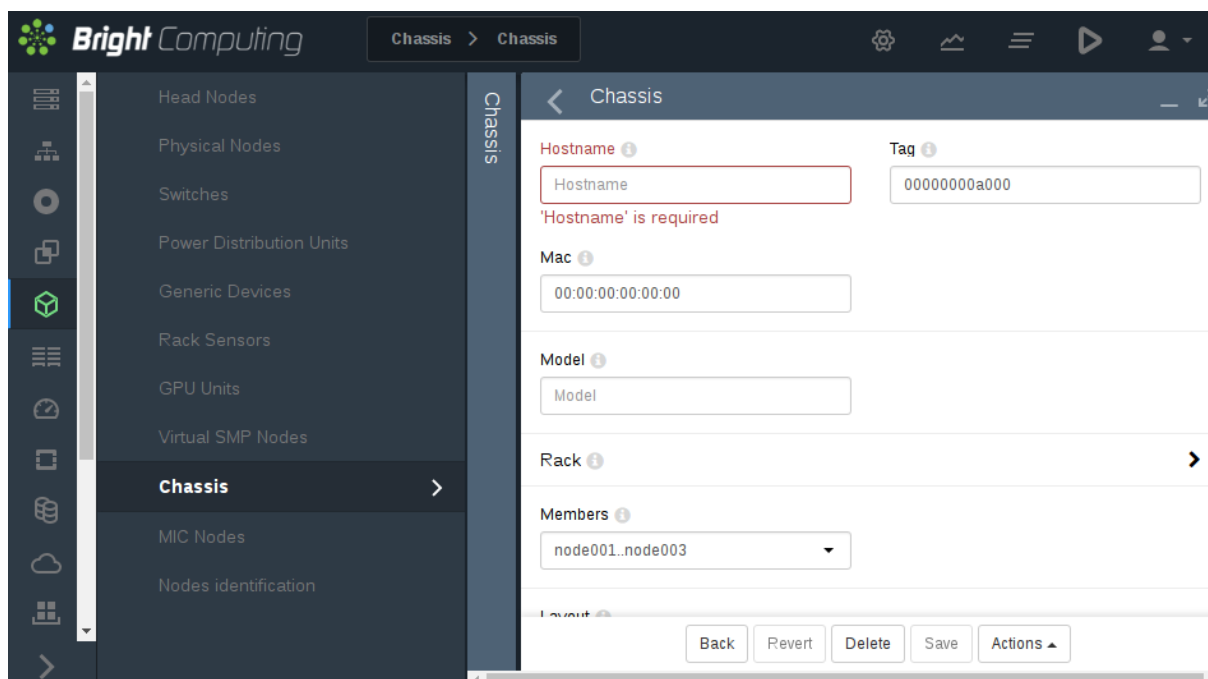 Bright Computing
Chassis > Chassis
Head Nodes
Physical Nodes
Switches
Power Distribution Units
Generic Devices
Rack Sensors
GPU Units
Virtual SMP Nodes
Chassis
MIC Nodes
Nodes identification
Chassis
Chassis
Hostname
Tag
Hostname
00000000a000
'Hostname' is required
Mac
00:00:00:00:00:00
Model
Model
Rack
Members
node001..node003
Layout
Back Revert Delete Save Actions